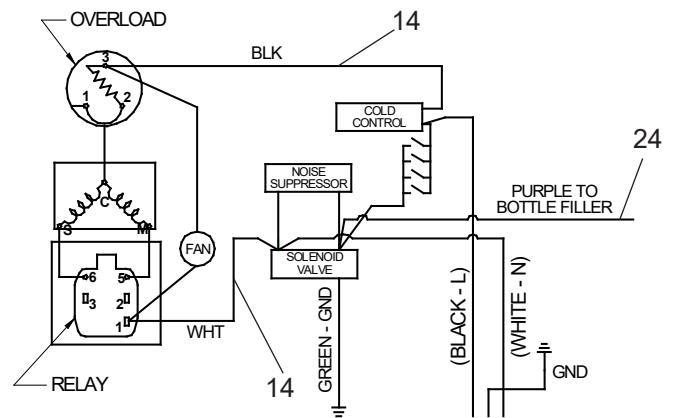 OVERLOAD
14
BLK
3
1 2
COLD
CONTROL
24
NOISE
SUPPRESSOR
PURPLE TO
BOTTLE FILLER
C
S M
FAN
SOLENOID
VALVE
6 5
3 2
1
WHT
GREEN - GND
(BLACK - L)
(WHITE - N)
GND
RELAY
14